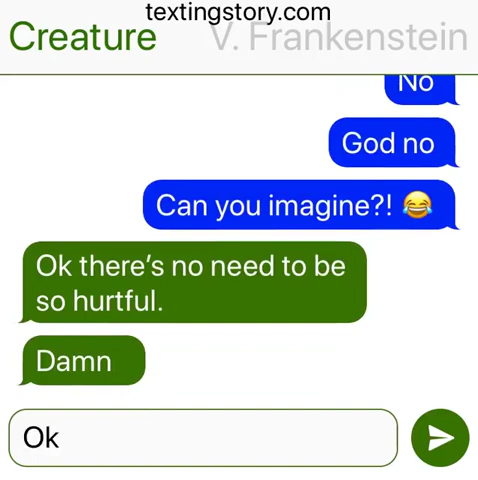 textingstory.com
Creature V. Frankenstein
No
God no
Can you imagine?! 😂
Ok there's no need to be
so hurtful.
Damn
Ok